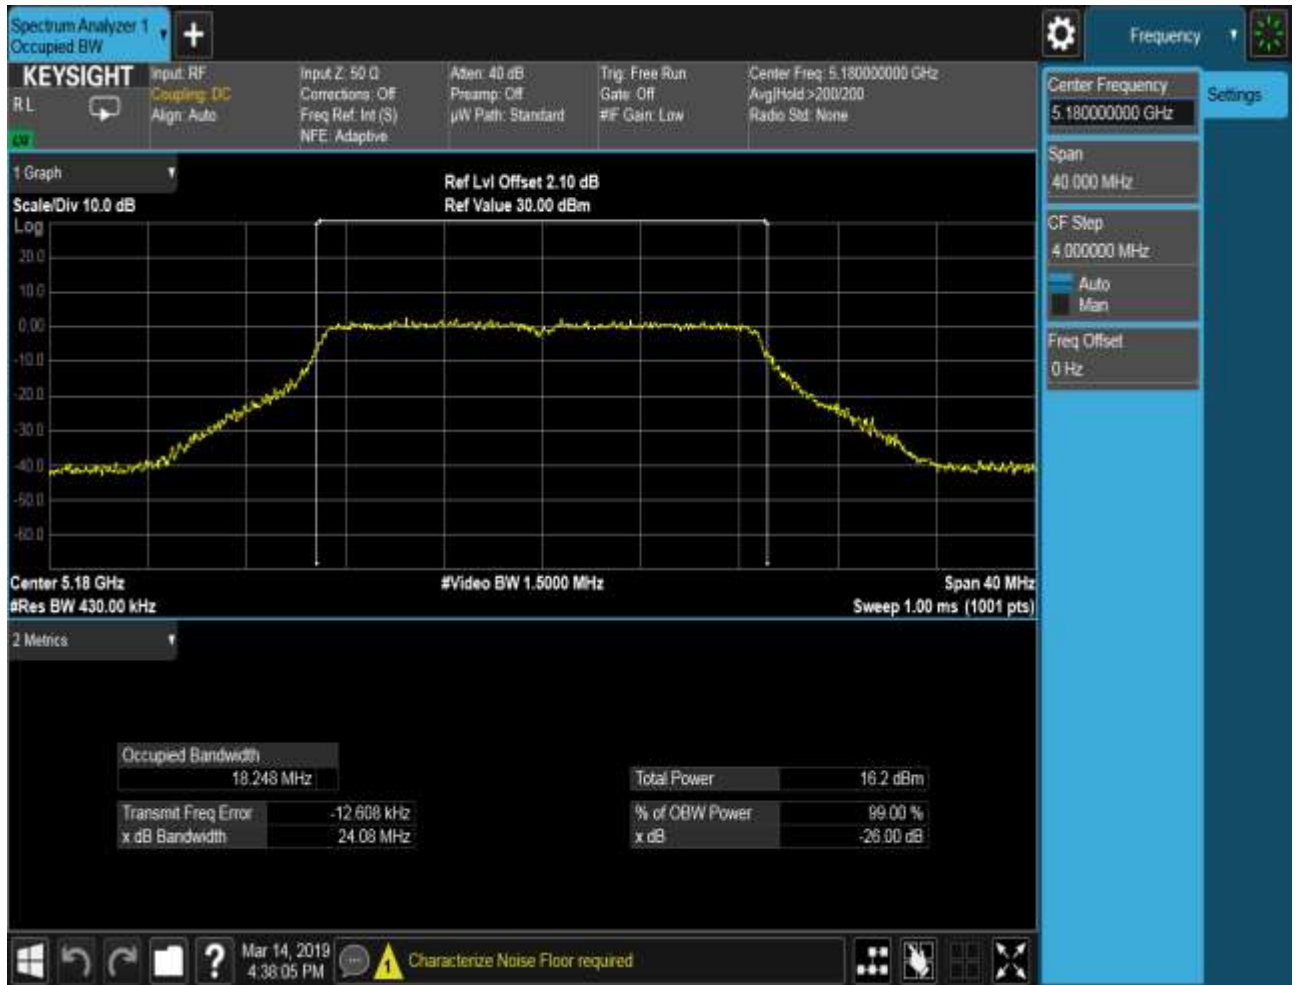 Spectrum Analyzer 1
Occupied BW
Frequency
KEYSIGHT
R L
Input: RF
Coupling: DC
Align: Auto
Input Z: 50 Ω
Corrections: Off
Freq Ref: Int (S)
NFE: Adaptive
Atten: 40 dB
Preamp: Off
µW Path: Standard
Trig: Free Run
Gate: Off
#IF Gain: Low
Center Freq: 5.180000000 GHz
Avg|Hold:>200/200
Radio Std: None
Center Frequency
5.180000000 GHz
Settings
Span
40.000 MHz
CF Step
4.000000 MHz
Auto
Man
Freq Offset
0 Hz
1 Graph
Scale/Div 10.0 dB
Ref Lvl Offset 2.10 dB
Ref Value 30.00 dBm
Log
20.0
10.0
0.00
-10.0
-20.0
-30.0
-40.0
-50.0
-60.0
Center 5.18 GHz
#Video BW 1.5000 MHz
Span 40 MHz
#Res BW 430.00 kHz
Sweep 1.00 ms (1001 pts)
2 Metrics
Occupied Bandwidth
18.248 MHz
Total Power 16.2 dBm
Transmit Freq Error -12.608 kHz
% of OBW Power 99.00 %
x dB Bandwidth 24.08 MHz
x dB -26.00 dB
Mar 14, 2019
4:38:05 PM
1
Characterize Noise Floor required